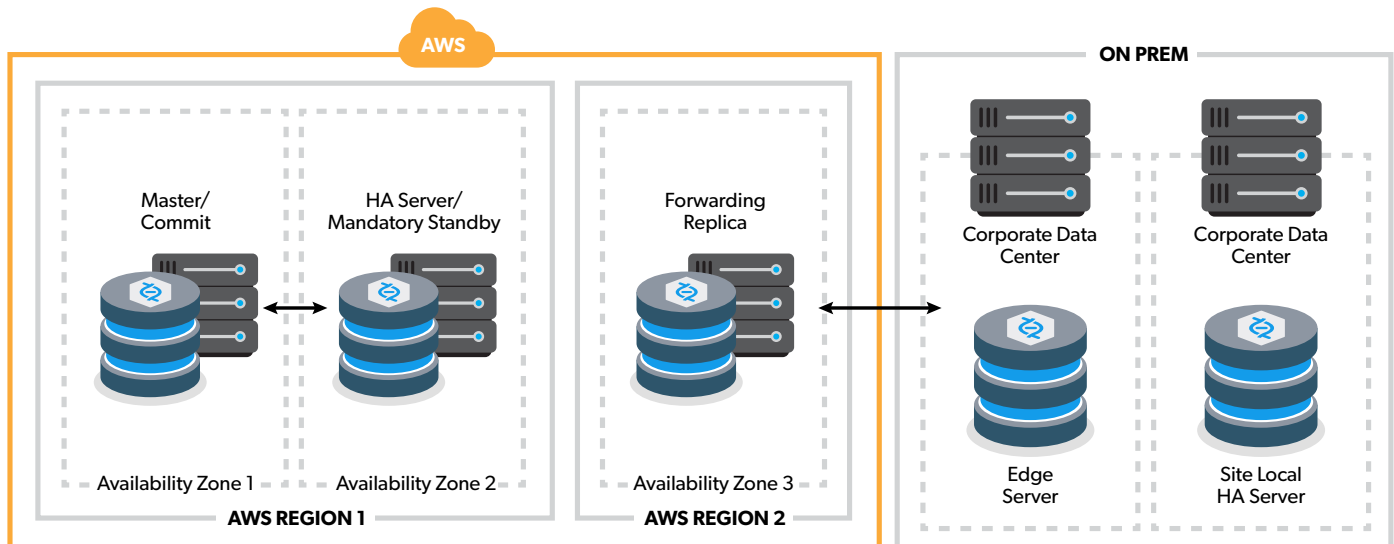 AWS
ON PREM
Master/
Commit
HA Server/
Mandatory Standby
Forwarding
Replica
Corporate Data
Center
Corporate Data
Center
Availability Zone 1
Availability Zone 2
Availability Zone 3
Edge
Server
Site Local
HA Server
AWS REGION 1
AWS REGION 2